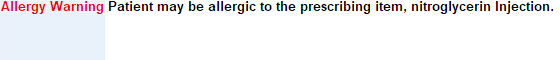 Allergy Warning Patient may be allergic to the prescribing item, nitroglycerin Injection.